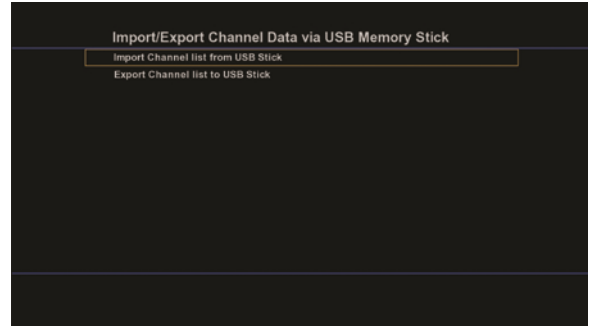 Import/Export Channel Data via USB Memory Stick
Import Channel list from USB Stick
Export Channel list to USB Stick